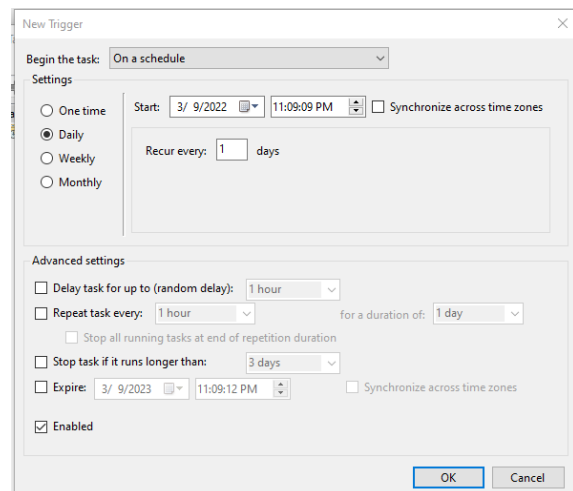 New Trigger
Begin the task: On a schedule
Settings
One time
Start: 3/ 9/2022 11:09:09 PM Synchronize across time zones
Daily
Recur every: 1 days
Weekly
Monthly
Advanced settings
Delay task for up to (random delay): 1 hour
Repeat task every: 1 hour for a duration of: 1 day
Stop all running tasks at end of repetition duration
Stop task if it runs longer than: 3 days
Expire: 3/ 9/2023 11:09:12 PM Synchronize across time zones
Enabled
OK Cancel